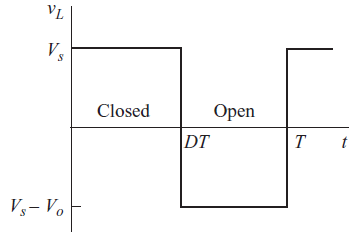 v_L
V_s
Closed Open
DT T t
V_s – V_o